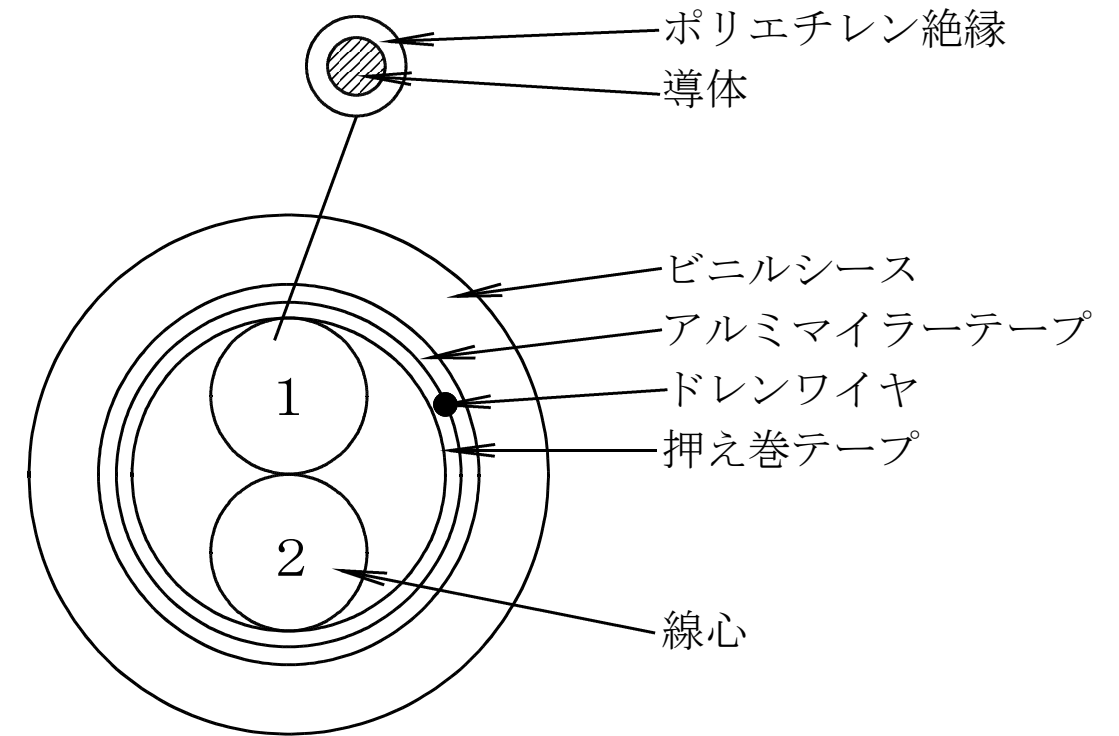 ポリエチレン絶縁
導体
ビニルシース
アルミマイラーテープ
1
ドレンワイヤ
押え巻テープ
2
線心